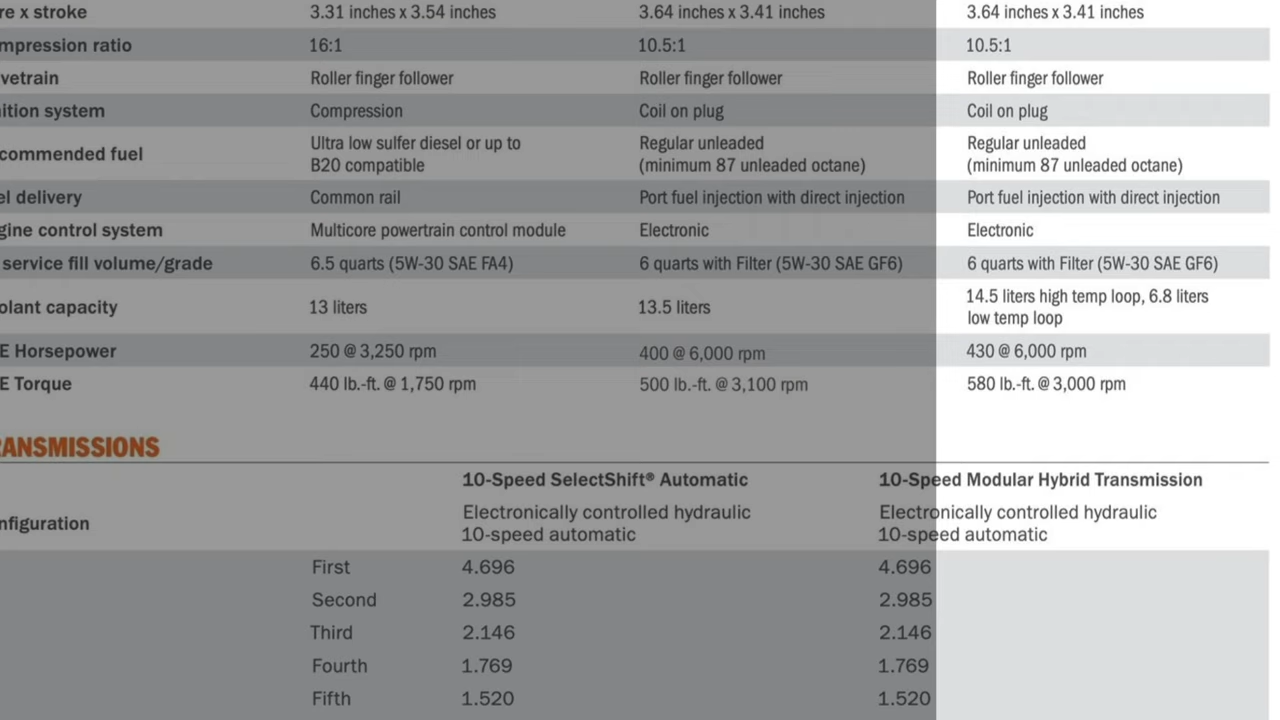 re x stroke 3.31 inches x 3.54 inches 3.64 inches x 3.41 inches 3.64 inches x 3.41 inches
mpression ratio 16:1 10.5:1 10.5:1
vetrain Roller finger follower Roller finger follower Roller finger follower
ition system Compression Coil on plug Coil on plug
commended fuel Ultra low sulfer diesel or up to B20 compatible Regular unleaded (minimum 87 unleaded octane) Regular unleaded (minimum 87 unleaded octane)
el delivery Common rail Port fuel injection with direct injection Port fuel injection with direct injection
gine control system Multicore powertrain control module Electronic Electronic
service fill volume/grade 6.5 quarts (5W-30 SAE FA4) 6 quarts with Filter (5W-30 SAE GF6) 6 quarts with Filter (5W-30 SAE GF6)
olant capacity 13 liters 13.5 liters 14.5 liters high temp loop, 6.8 liters low temp loop
E Horsepower 250 @ 3,250 rpm 400 @ 6,000 rpm 430 @ 6,000 rpm
E Torque 440 lb.-ft. @ 1,750 rpm 500 lb.-ft. @ 3,100 rpm 580 lb.-ft. @ 3,000 rpm
RANSMISSIONS
10-Speed SelectShift® Automatic 10-Speed Modular Hybrid Transmission
nfiguration Electronically controlled hydraulic 10-speed automatic Electronically controlled hydraulic 10-speed automatic
First 4.696 4.696
Second 2.985 2.985
Third 2.146 2.146
Fourth 1.769 1.769
Fifth 1.520 1.520